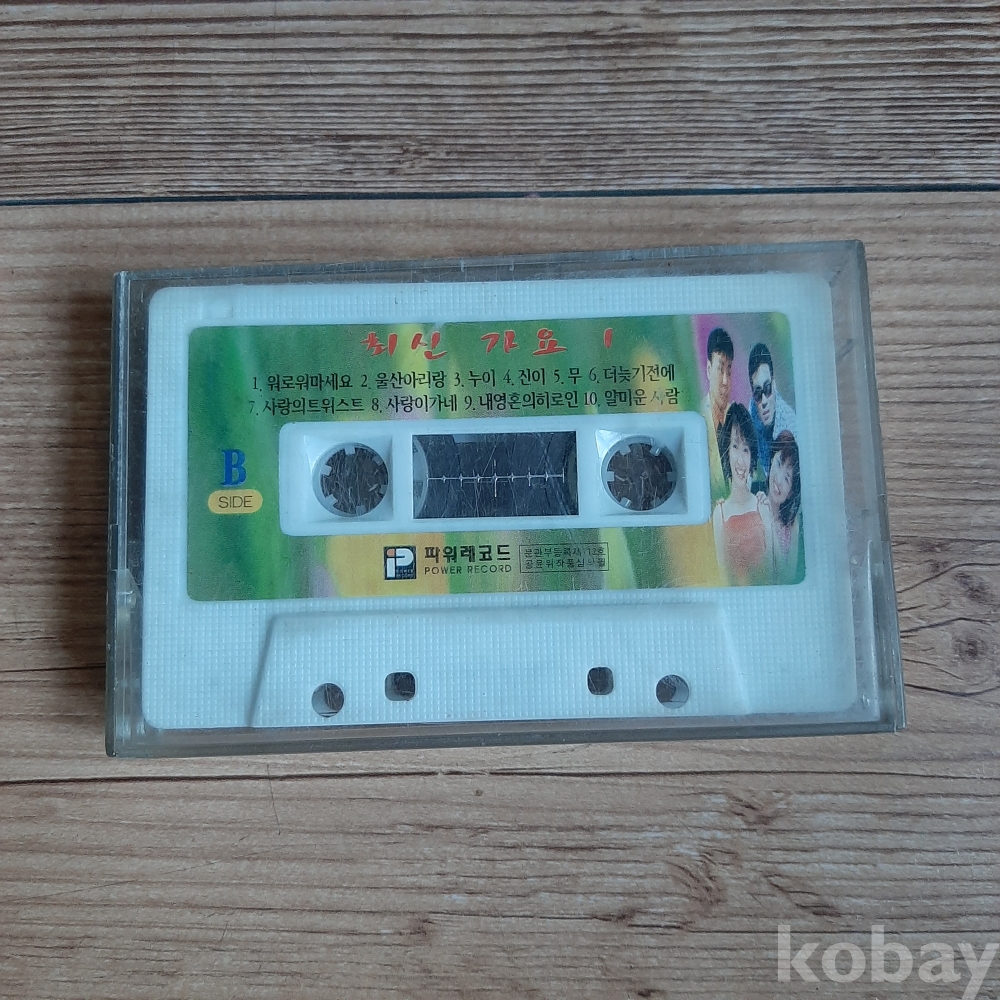 최신 가요 1
1. 워로워마세요 2. 울산아리랑 3. 누이 4. 진이 5. 무 6. 더늦기전에
7. 사랑의트위스트 8. 사랑이가네 9. 내영혼의히로인 10. 얄미운 사람
B
SIDE
파워레코드
POWER RECORD
kobay